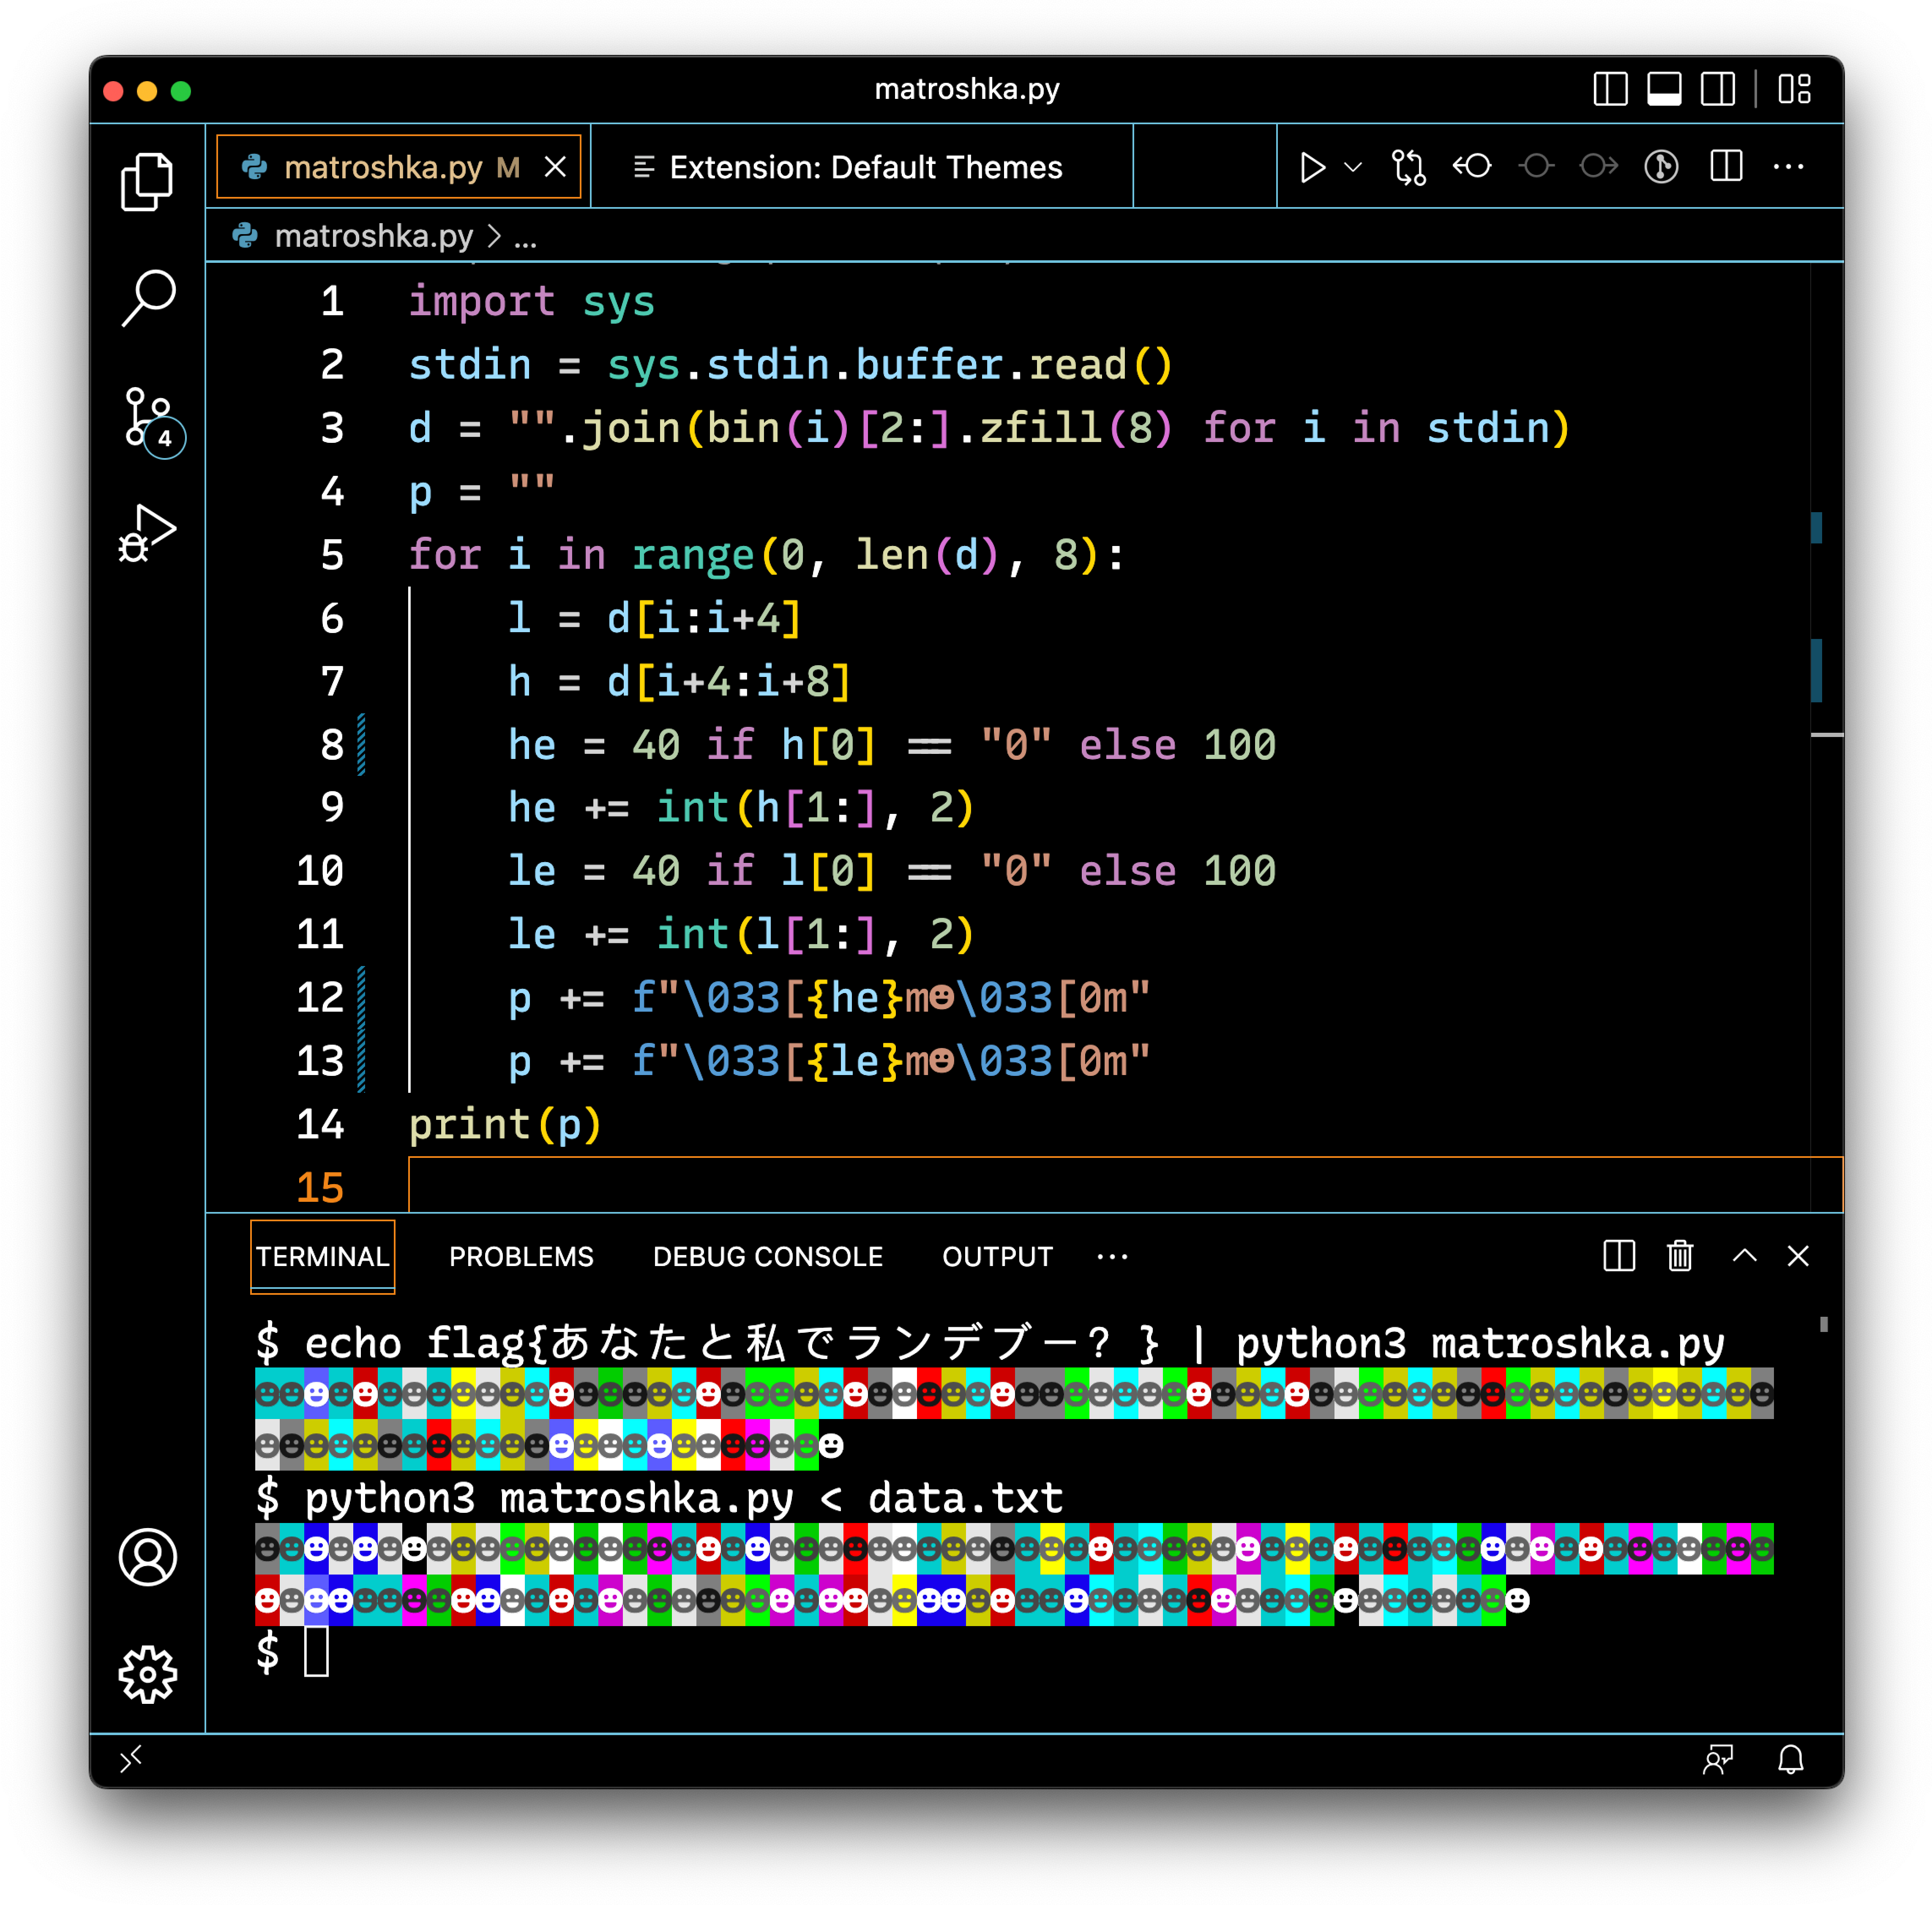 matroshka.py
matroshka.py M
Extension: Default Themes
matroshka.py > ...
4
1 import sys
2 stdin = sys.stdin.buffer.read()
3 d = "".join(bin(i)[2:].zfill(8) for i in stdin)
4 p = ""
5 for i in range(0, len(d), 8):
6     l = d[i:i+4]
7     h = d[i+4:i+8]
8     he = 40 if h[0] == "0" else 100
9     he += int(h[1:], 2)
10     le = 40 if l[0] == "0" else 100
11     le += int(l[1:], 2)
12     p += f"\033[{he}m☻\033[0m"
13     p += f"\033[{le}m☻\033[0m"
14 print(p)
15
TERMINAL PROBLEMS DEBUG CONSOLE OUTPUT ...
$ echo flag{あなたと私でランデブー？} | python3 matroshka.py
$ python3 matroshka.py < data.txt
$